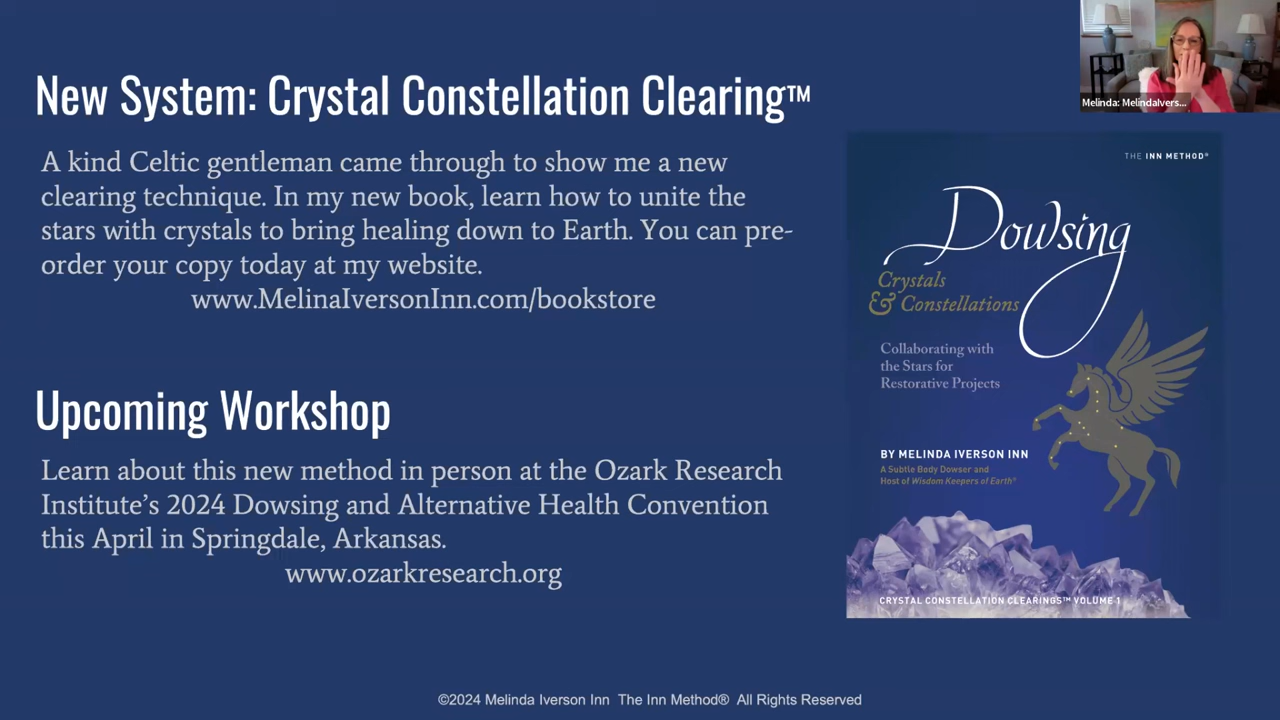 New System: Crystal Constellation Clearing™
A kind Celtic gentleman came through to show me a new
clearing technique. In my new book, learn how to unite the
stars with crystals to bring healing down to Earth. You can pre-
order your copy today at my website.
www.MelinaIversonInn.com/bookstore
Upcoming Workshop
Learn about this new method in person at the Ozark Research
Institute’s 2024 Dowsing and Alternative Health Convention
this April in Springdale, Arkansas.
www.ozarkresearch.org
Melinda: MelindaIvers...
THE INN METHOD®
Dowsing
Crystals
& Constellations
Collaborating with
the Stars for
Restorative Projects
BY MELINDA IVERSON INN
A Subtle Body Dowser and
Host of Wisdom Keepers of Earth®
CRYSTAL CONSTELLATION CLEARINGS™ VOLUME 1
©2024 Melinda Iverson Inn The Inn Method® All Rights Reserved